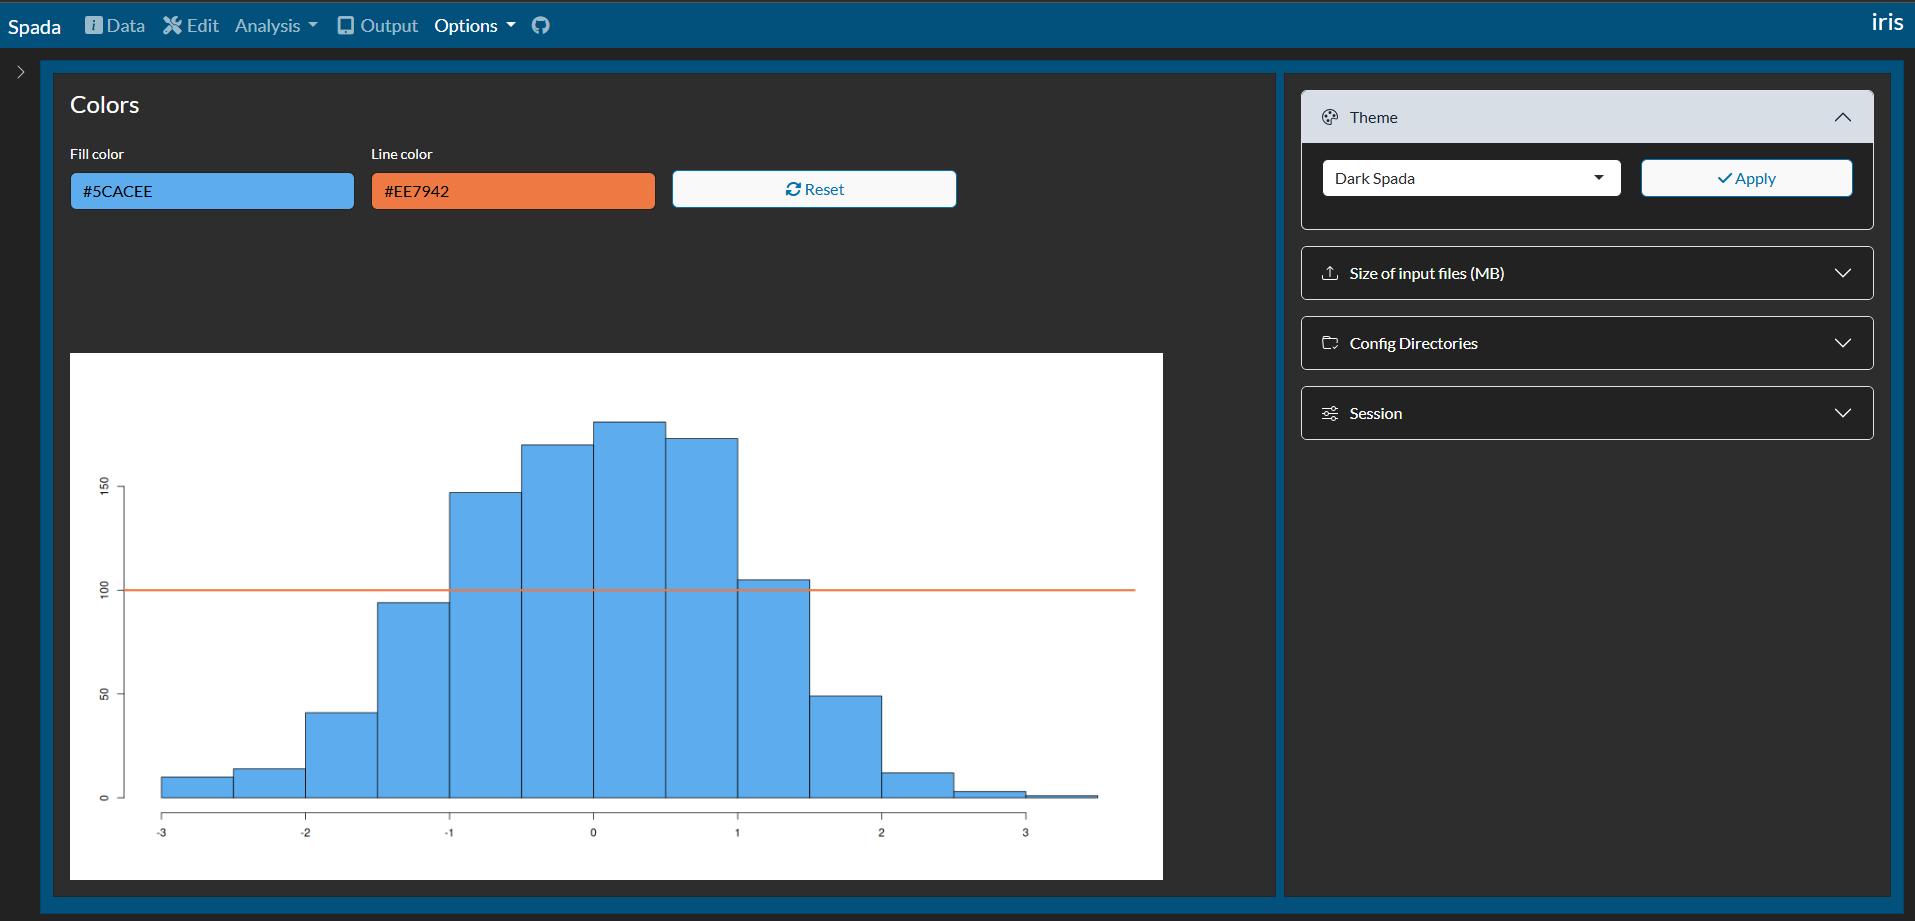 Spada Data Edit Analysis Output Options iris
Colors
Fill color Line color
#5CACEE #EE7942 Reset
Theme
Dark Spada Apply
Size of input files (MB)
Config Directories
Session
150
100
50
0
-3 -2 -1 0 1 2 3